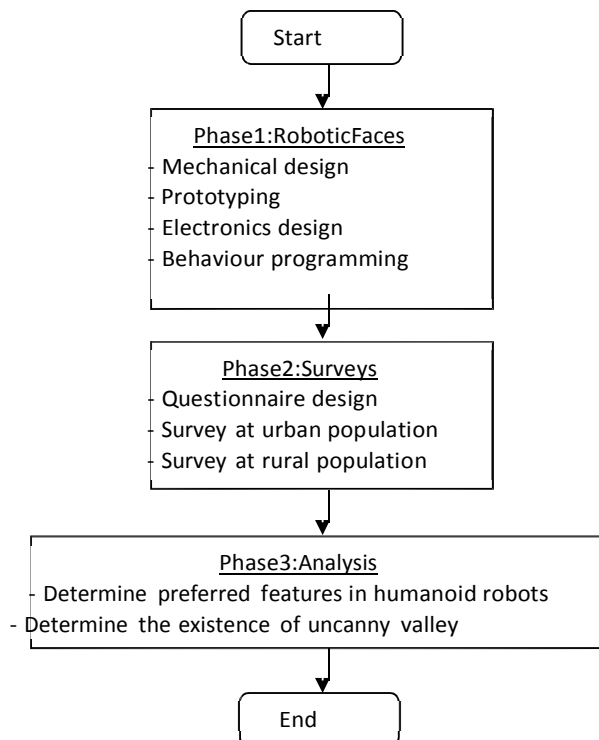 Start
Phase1:RoboticFaces
- Mechanical design
- Prototyping
- Electronics design
- Behaviour programming
Phase2:Surveys
- Questionnaire design
- Survey at urban population
- Survey at rural population
Phase3:Analysis
- Determine preferred features in humanoid robots
- Determine the existence of uncanny valley
End